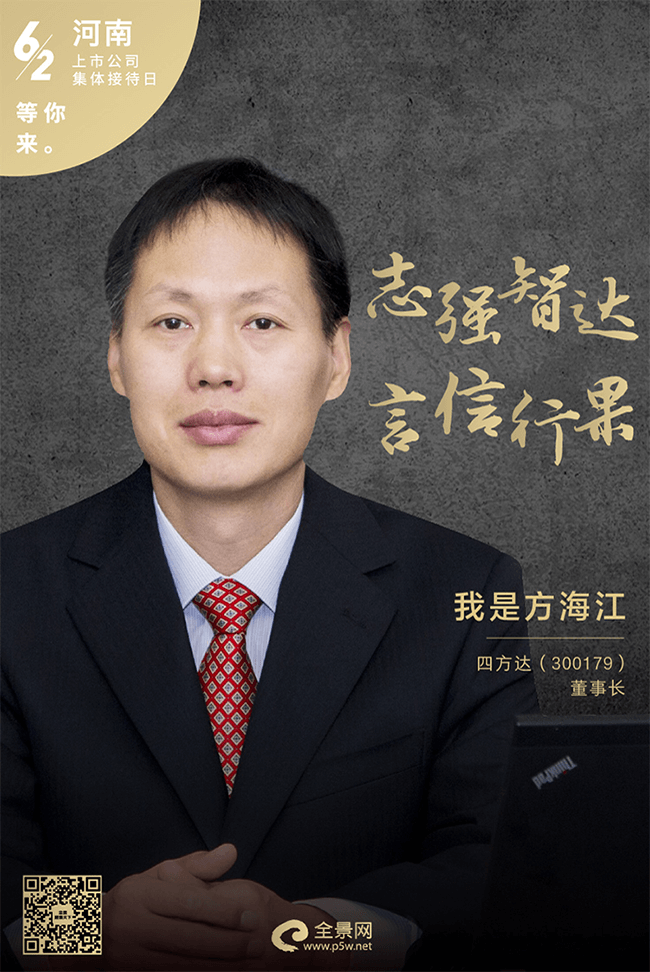 6/2
河南
上市公司
集体接待日
等你
来。
志强智达
言信行果
我是方海江
四方达（300179）
董事长
ThinkPad
全景网
www.p5w.net